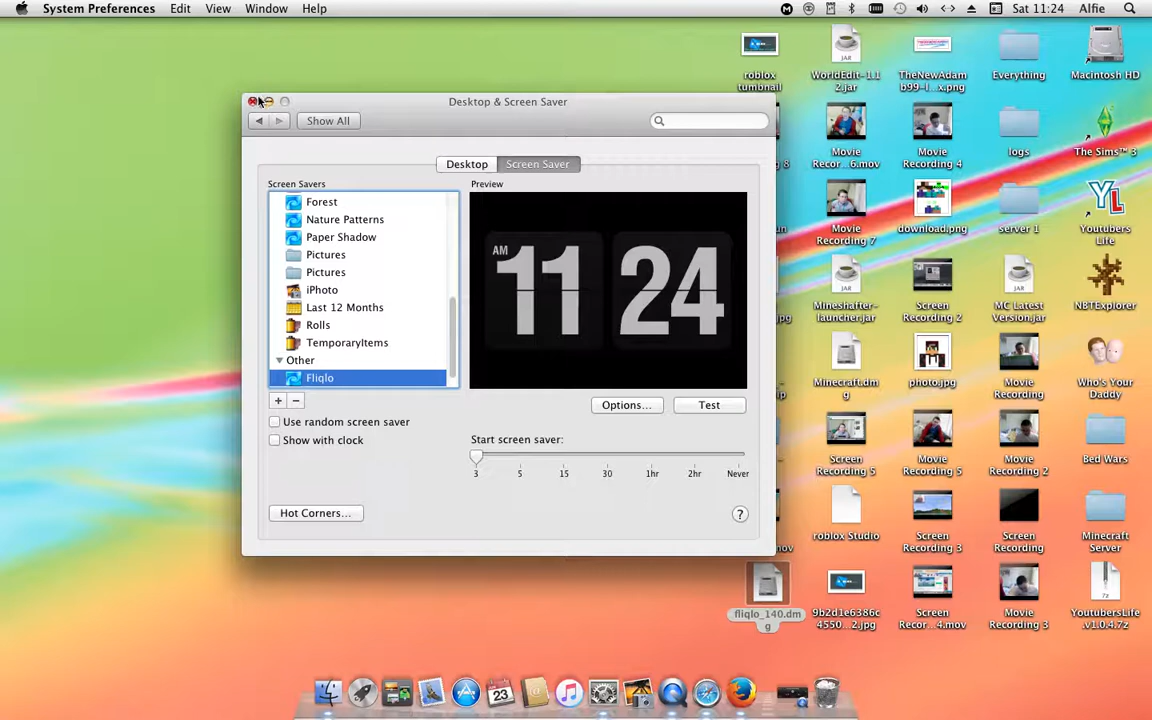 System Preferences Edit View Window Help
Sat 11:24 Alfie
Desktop & Screen Saver
Show All
Desktop Screen Saver
Screen Savers
Forest
Nature Patterns
Paper Shadow
Pictures
Pictures
iPhoto
Last 12 Months
Rolls
TemporaryItems
Other
Fliqlo
Preview
AM
11 24
Options... Test
Use random screen saver
Show with clock
Start screen saver:
3 5 15 30 1hr 2hr Never
Hot Corners...
?
roblox
tumbnail
WorldEdit-1.1
2.jar
JAR
TheNewAdam
b99-l...x.png
Everything
Macintosh HD
Movie
Recor...6.mov
Movie
Recording 4
logs
The Sims™ 3
Movie
Recording 7
download.png
server 1
YL
Youtubers
Life
JAR
Mineshafter-
launcher.jar
Screen
Recording 2
JAR
MC Latest
Version.jar
NBTExplorer
Minecraft.dm
g
photo.jpg
Movie
Recording
Who's Your
Daddy
Screen
Recording 5
Movie
Recording 5
Movie
Recording 2
Bed Wars
roblox Studio
Screen
Recording 3
Screen
Recording
Minecraft
Server
fliqlo_140.dm
g
9b2d1e6386c
4550...2.jpg
Screen
Recor...4.mov
Movie
Recording 3
7z
YoutubersLife
.v1.0.4.7z
23